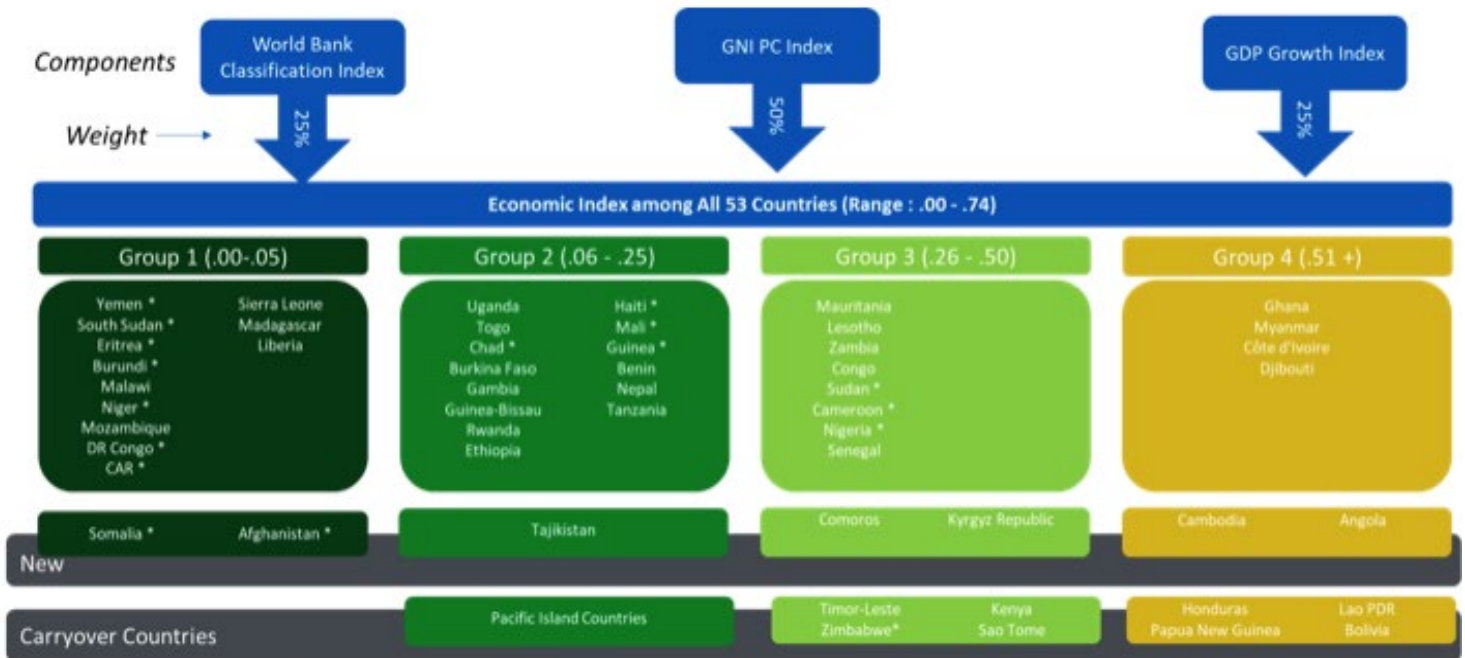 Components
World Bank
Classification Index
GNI PC Index
GDP Growth Index
Weight
25%
50%
25%
Economic Index among All 53 Countries (Range : .00 - .74)
Group 1 (.00-.05)
Yemen *
South Sudan *
Eritrea *
Burundi *
Malawi
Niger *
Mozambique
DR Congo *
CAR *
Sierra Leone
Madagascar
Liberia
Group 2 (.06 - .25)
Uganda
Togo
Chad *
Burkina Faso
Gambia
Guinea-Bissau
Rwanda
Ethiopia
Haiti *
Mali *
Guinea *
Benin
Nepal
Tanzania
Group 3 (.26 - .50)
Mauritania
Lesotho
Zambia
Congo
Sudan *
Cameroon *
Nigeria *
Senegal
Group 4 (.51 +)
Ghana
Myanmar
Côte d'Ivoire
Djibouti
New
Somalia * Afghanistan *
Tajikistan
Comoros Kyrgyz Republic
Cambodia Angola
Carryover Countries
Pacific Island Countries
Timor-Leste Kenya
Zimbabwe* Sao Tome
Honduras Lao PDR
Papua New Guinea Bolivia